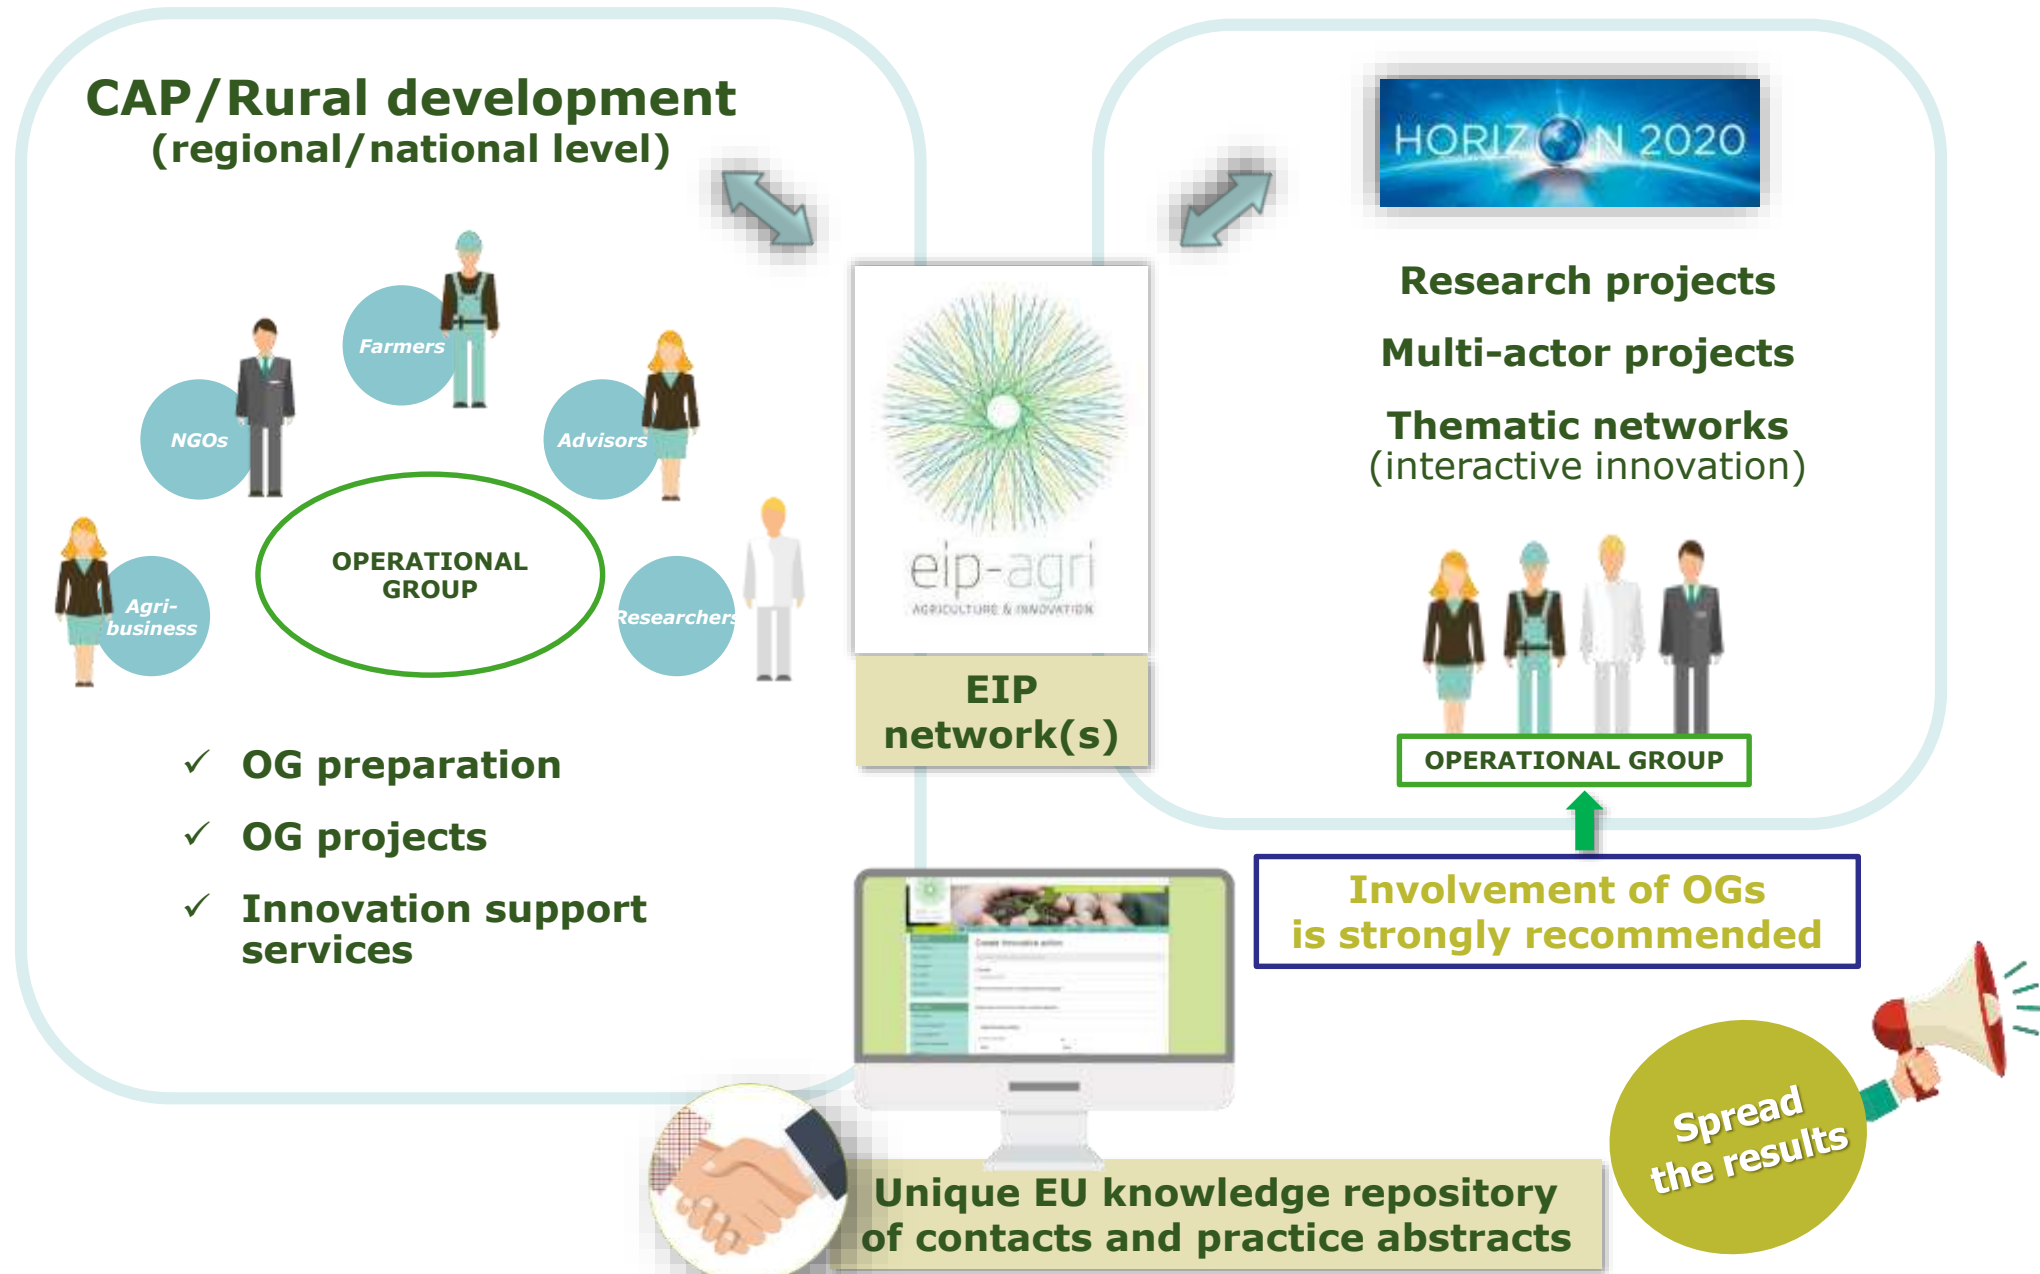 CAP/Rural development
(regional/national level)
Farmers
NGOs
Advisors
OPERATIONAL
GROUP
Agri-
business
Researchers
✓ OG preparation
✓ OG projects
✓ Innovation support
services
eip-agri
AGRICULTURE & INNOVATION
EIP
network(s)
HORIZON 2020
Research projects
Multi-actor projects
Thematic networks
(interactive innovation)
OPERATIONAL GROUP
Involvement of OGs
is strongly recommended
Spread
the results
Unique EU knowledge repository
of contacts and practice abstracts